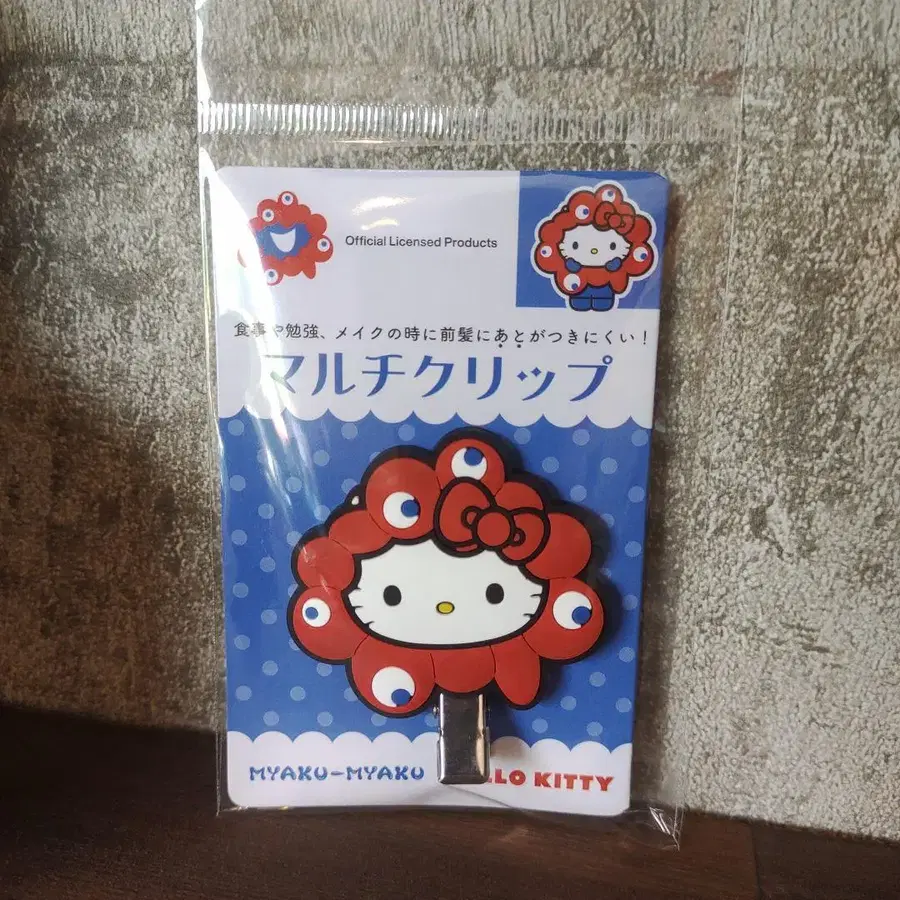 Official Licensed Products
食事や勉強、メイクの時に前髪にあとがつきにくい！
マルチクリップ
MYAKU-MYAKU
LLO KITTY